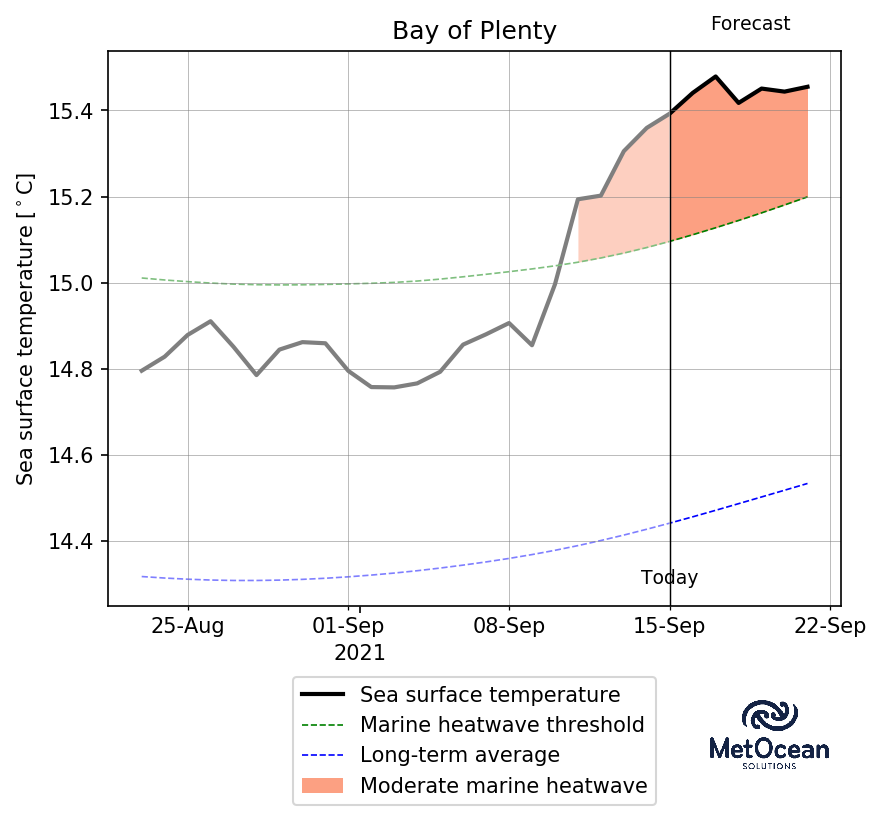 Forecast
Bay of Plenty
Sea surface temperature [°C]
15.4
15.2
15.0
14.8
14.6
14.4
Today
25-Aug 01-Sep 08-Sep 15-Sep 22-Sep
2021
Sea surface temperature
Marine heatwave threshold
Long-term average
Moderate marine heatwave
MetOcean
SOLUTIONS